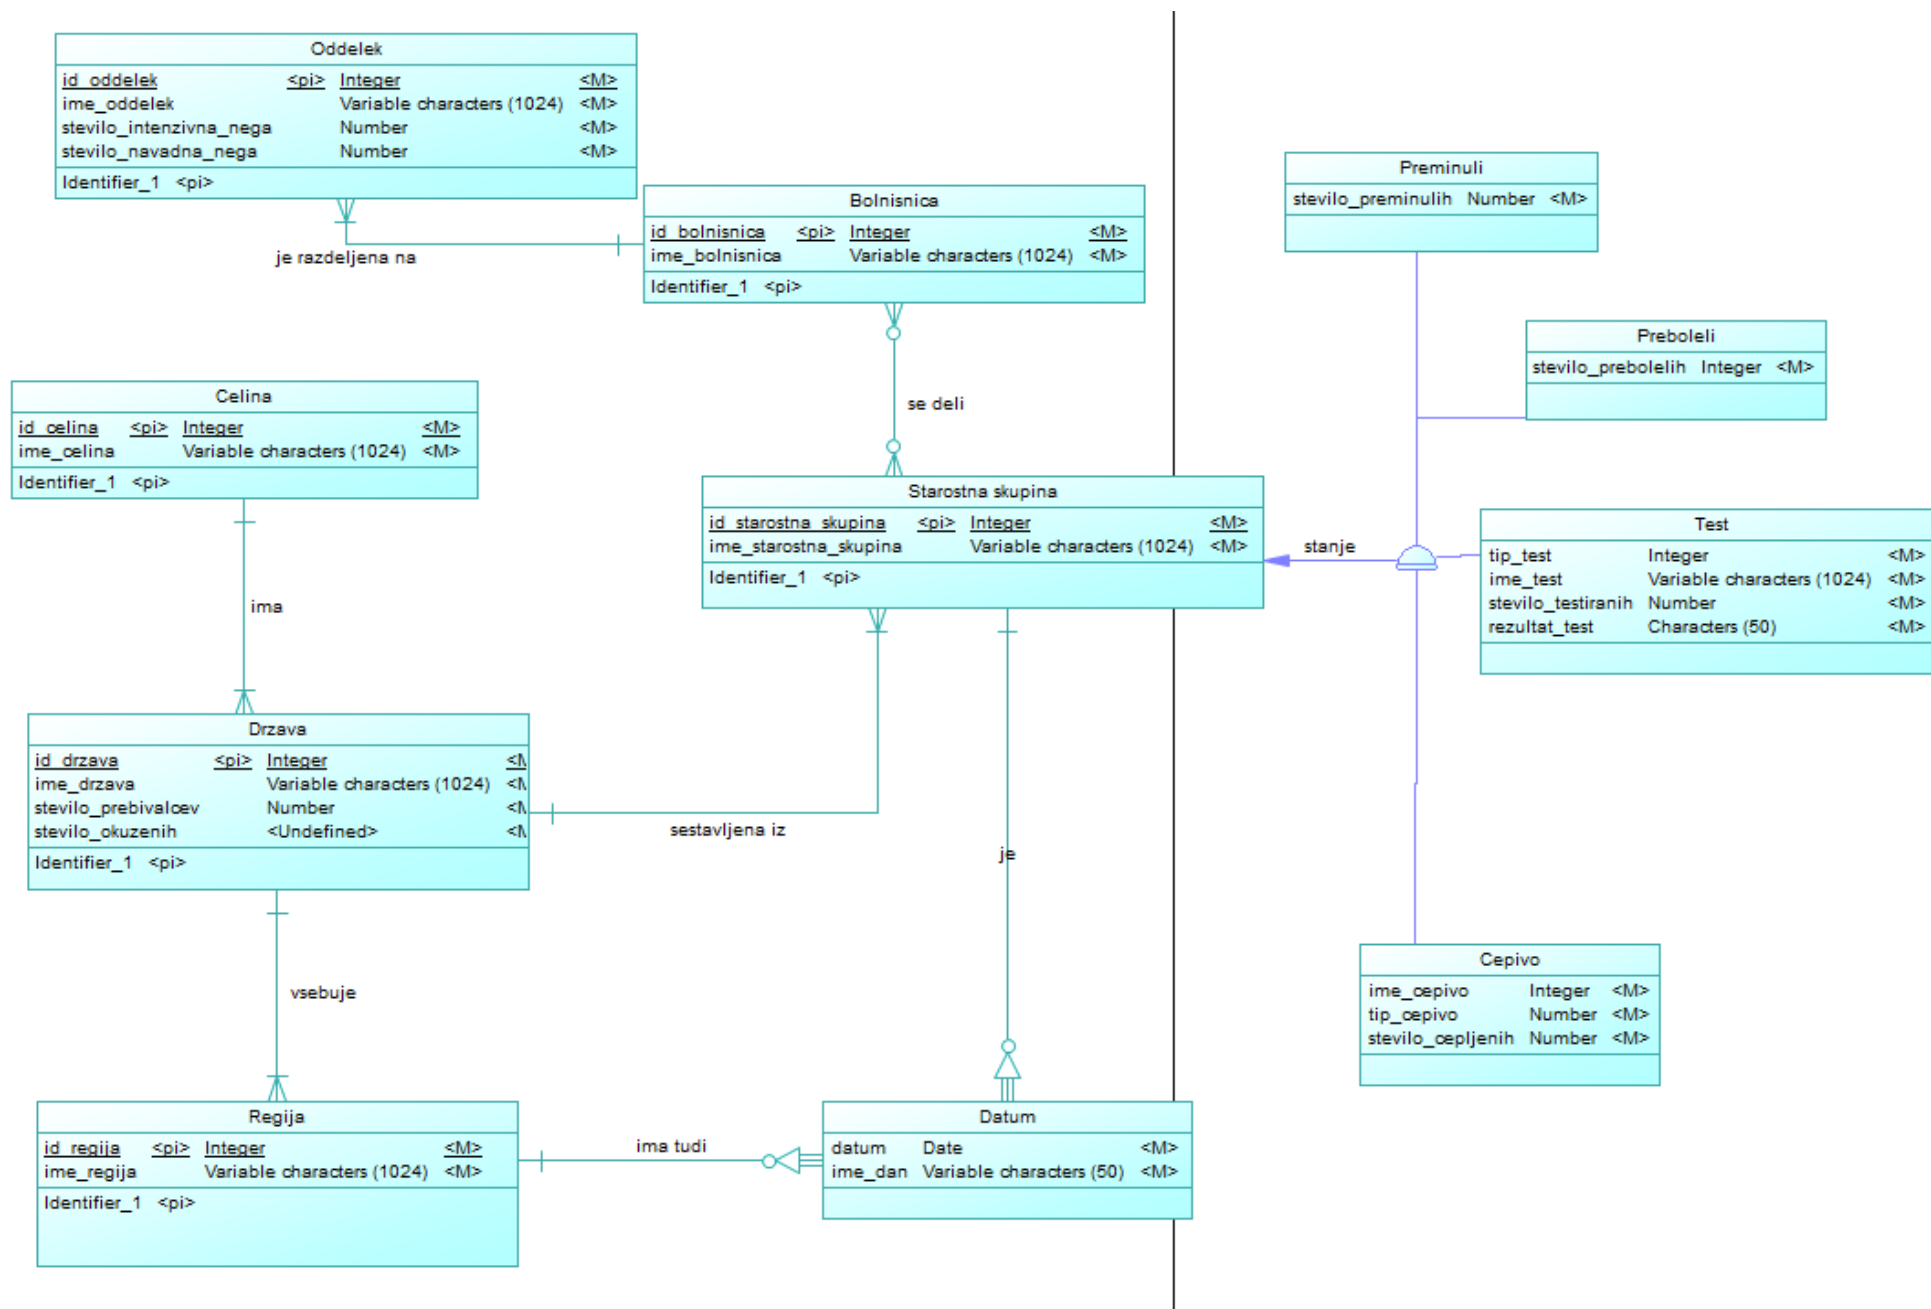 Oddelek
id_oddelek <pi> Integer <M>
ime_oddelek Variable characters (1024) <M>
stevilo_intenzivna_nega Number <M>
stevilo_navadna_nega Number <M>
Identifier_1 <pi>
je razdeljena na
Bolnisnica
id_bolnisnica <pi> Integer <M>
ime_bolnisnica Variable characters (1024) <M>
Identifier_1 <pi>
se deli
Preminuli
stevilo_preminulih Number <M>
Preboleli
stevilo_prebolelih Integer <M>
Celina
id_celina <pi> Integer <M>
ime_celina Variable characters (1024) <M>
Identifier_1 <pi>
ima
Starostna skupina
id_starostna_skupina <pi> Integer <M>
ime_starostna_skupina Variable characters (1024) <M>
Identifier_1 <pi>
stanje
Test
tip_test Integer <M>
ime_test Variable characters (1024) <M>
stevilo_testiranih Number <M>
rezultat_test Characters (50) <M>
Drzava
id_drzava <pi> Integer <M
ime_drzava Variable characters (1024) <M
stevilo_prebivalcev Number <M
stevilo_okuzenih <Undefined> <M
Identifier_1 <pi>
sestavljena iz
je
vsebuje
Cepivo
ime_cepivo Integer <M>
tip_cepivo Number <M>
stevilo_cepljenih Number <M>
Regija
id_regija <pi> Integer <M>
ime_regija Variable characters (1024) <M>
Identifier_1 <pi>
ima tudi
Datum
datum Date <M>
ime_dan Variable characters (50) <M>